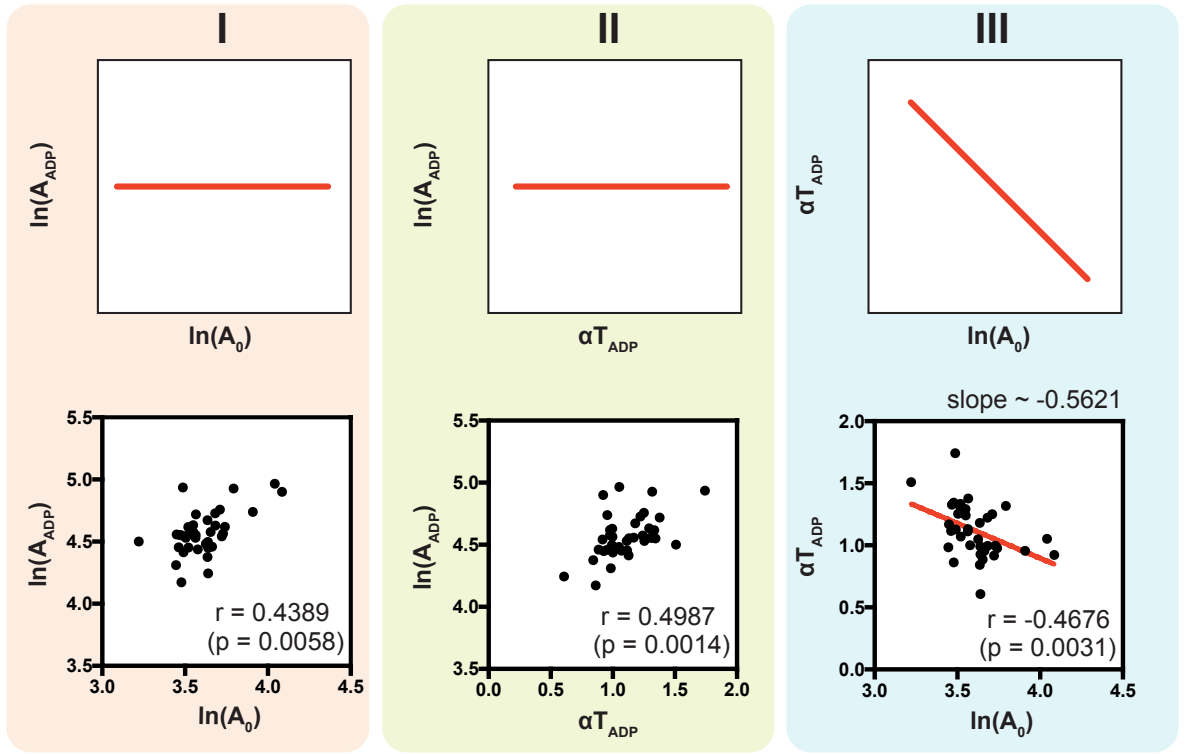 I
ln(A_ADP)
ln(A_0)
5.5
5.0
4.5
4.0
3.5
ln(A_ADP)
r = 0.4389
(p = 0.0058)
3.0
3.5
4.0
4.5
ln(A_0)
II
ln(A_ADP)
αT_ADP
5.5
5.0
4.5
4.0
3.5
ln(A_ADP)
r = 0.4987
(p = 0.0014)
0.0
0.5
1.0
1.5
2.0
αT_ADP
III
αT_ADP
ln(A_0)
slope ~ -0.5621
2.0
1.5
1.0
0.5
0.0
αT_ADP
r = -0.4676
(p = 0.0031)
3.0
3.5
4.0
4.5
ln(A_0)